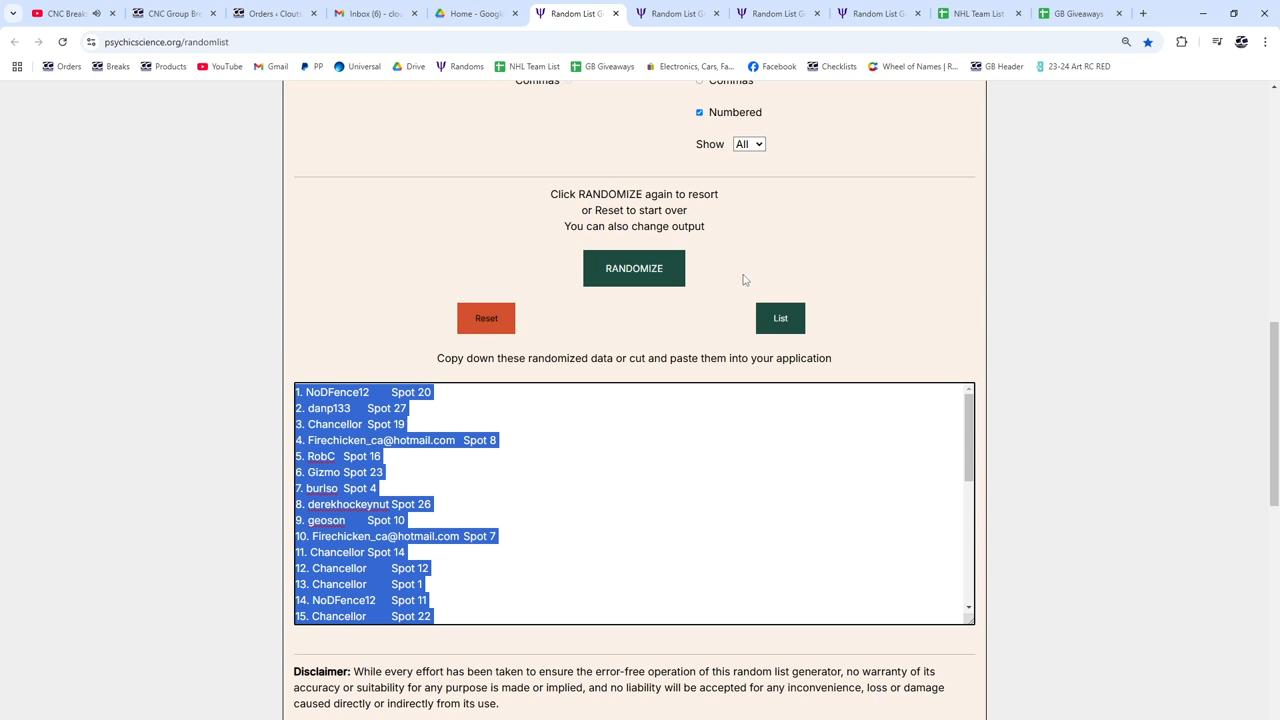 CNC Breaks
CNC Group Bre
Orders · Clouts
Inbox (6) - clou
Home - Google
Random List G
Random List G
Random List G
Random List G
NHL Team List
GB Giveaways
psychicscience.org/randomlist
Orders
Breaks
Products
YouTube
Gmail
PP
Universal
Drive
Randoms
NHL Team List
GB Giveaways
Electronics, Cars, Fa...
Facebook
Checklists
Wheel of Names | R...
GB Header
23-24 Art RC RED
Commas
Commas
Numbered
Show All
Click RANDOMIZE again to resort
or Reset to start over
You can also change output
RANDOMIZE
Reset
List
Copy down these randomized data or cut and paste them into your application
1. NoDFence12 Spot 20
2. danp133 Spot 27
3. Chancellor Spot 19
4. Firechicken_ca@hotmail.com Spot 8
5. RobC Spot 16
6. Gizmo Spot 23
7. burlso Spot 4
8. derekhockeynut Spot 26
9. geoson Spot 10
10. Firechicken_ca@hotmail.com Spot 7
11. Chancellor Spot 14
12. Chancellor Spot 12
13. Chancellor Spot 1
14. NoDFence12 Spot 11
15. Chancellor Spot 22
Disclaimer: While every effort has been taken to ensure the error-free operation of this random list generator, no warranty of its
accuracy or suitability for any purpose is made or implied, and no liability will be accepted for any inconvenience, loss or damage
caused directly or indirectly from its use.